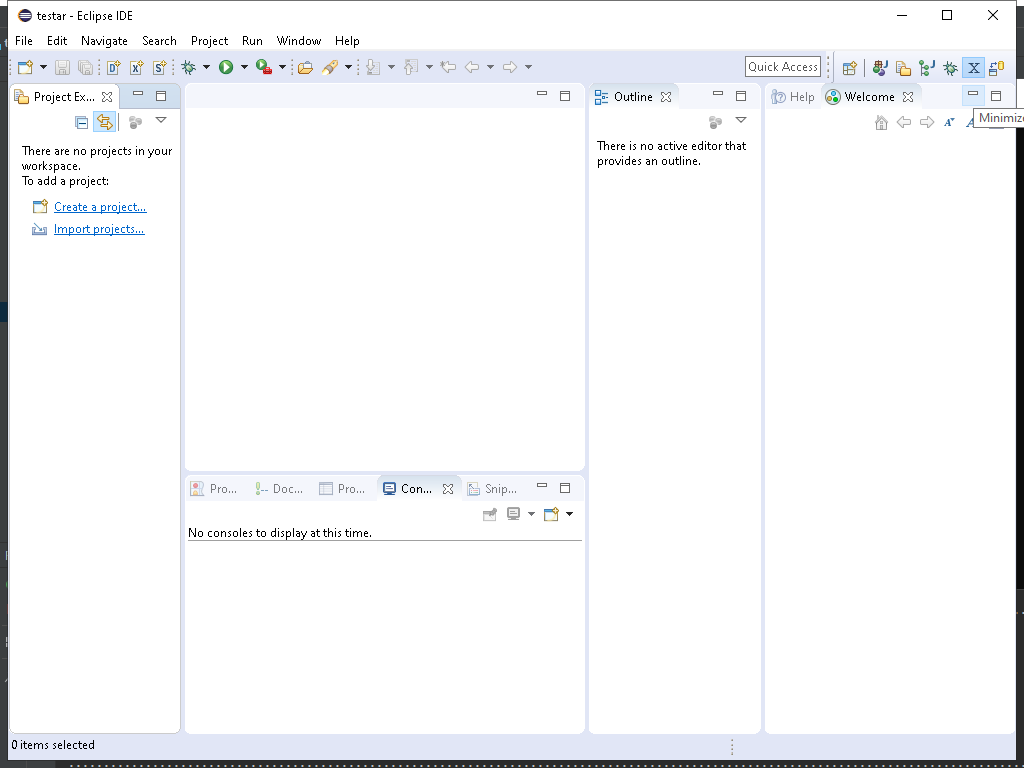 testar - Eclipse IDE
File Edit Navigate Search Project Run Window Help
Quick Access
Project Ex...
Outline
Help
Welcome
Minimize
There are no projects in your
workspace.
To add a project:
Create a project...
Import projects...
There is no active editor that
provides an outline.
Pro...
Doc...
Pro...
Con...
Snip...
No consoles to display at this time.
0 items selected